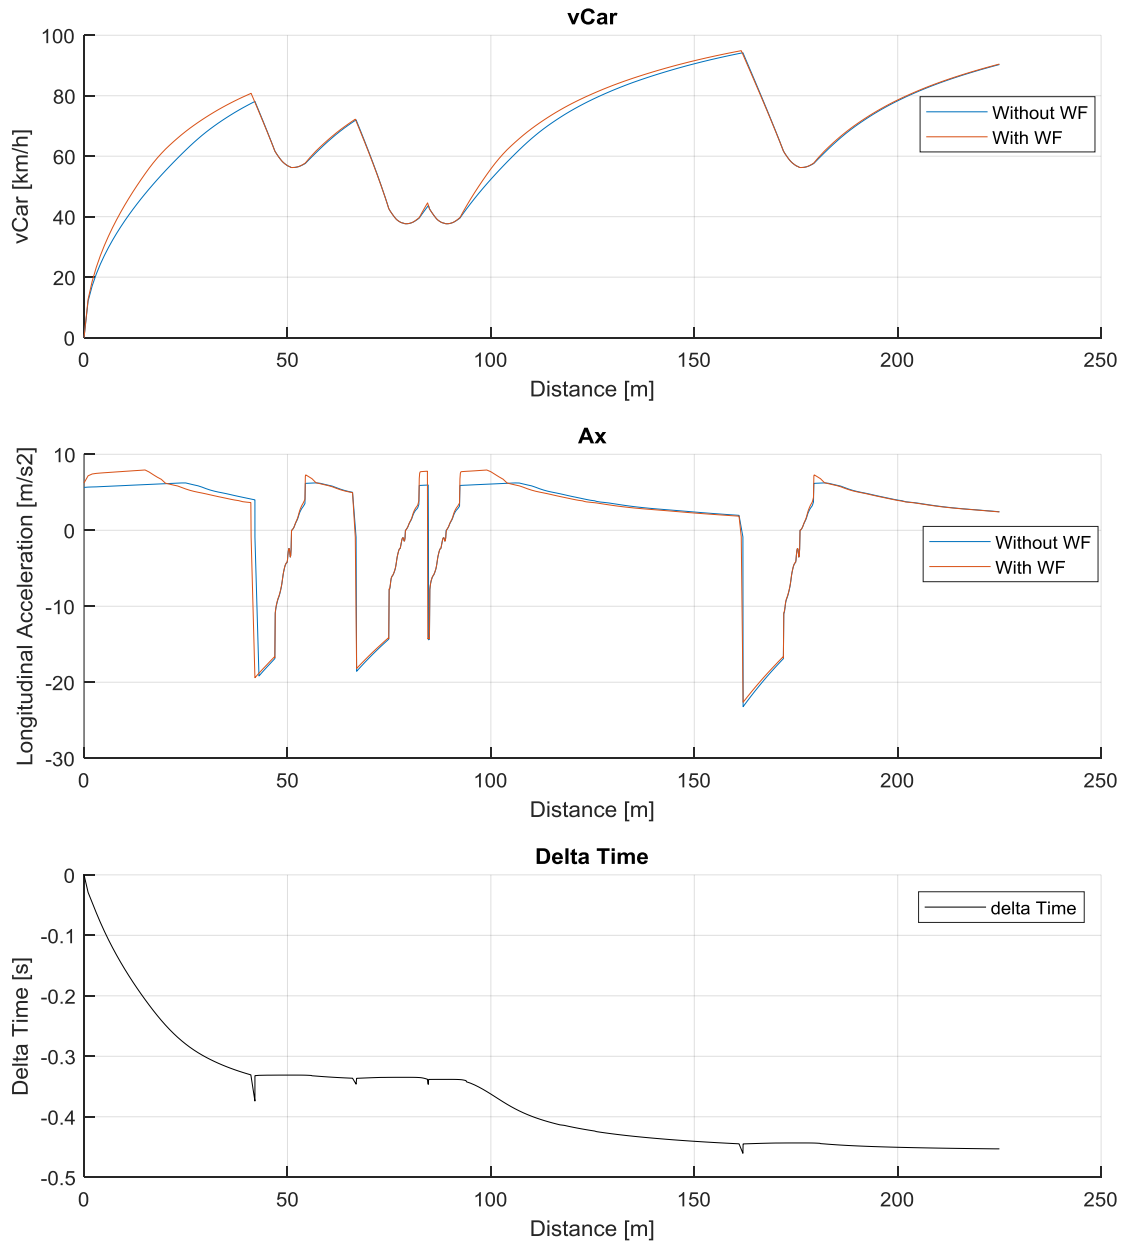 vCar
100
80
60
40
20
0
vCar [km/h]
Without WF
With WF
0 50 100 150 200 250
Distance [m]
Ax
10
0
-10
-20
-30
Longitudinal Acceleration [m/s2]
Without WF
With WF
0 50 100 150 200 250
Distance [m]
Delta Time
0
-0.1
-0.2
-0.3
-0.4
-0.5
Delta Time [s]
delta Time
0 50 100 150 200 250
Distance [m]